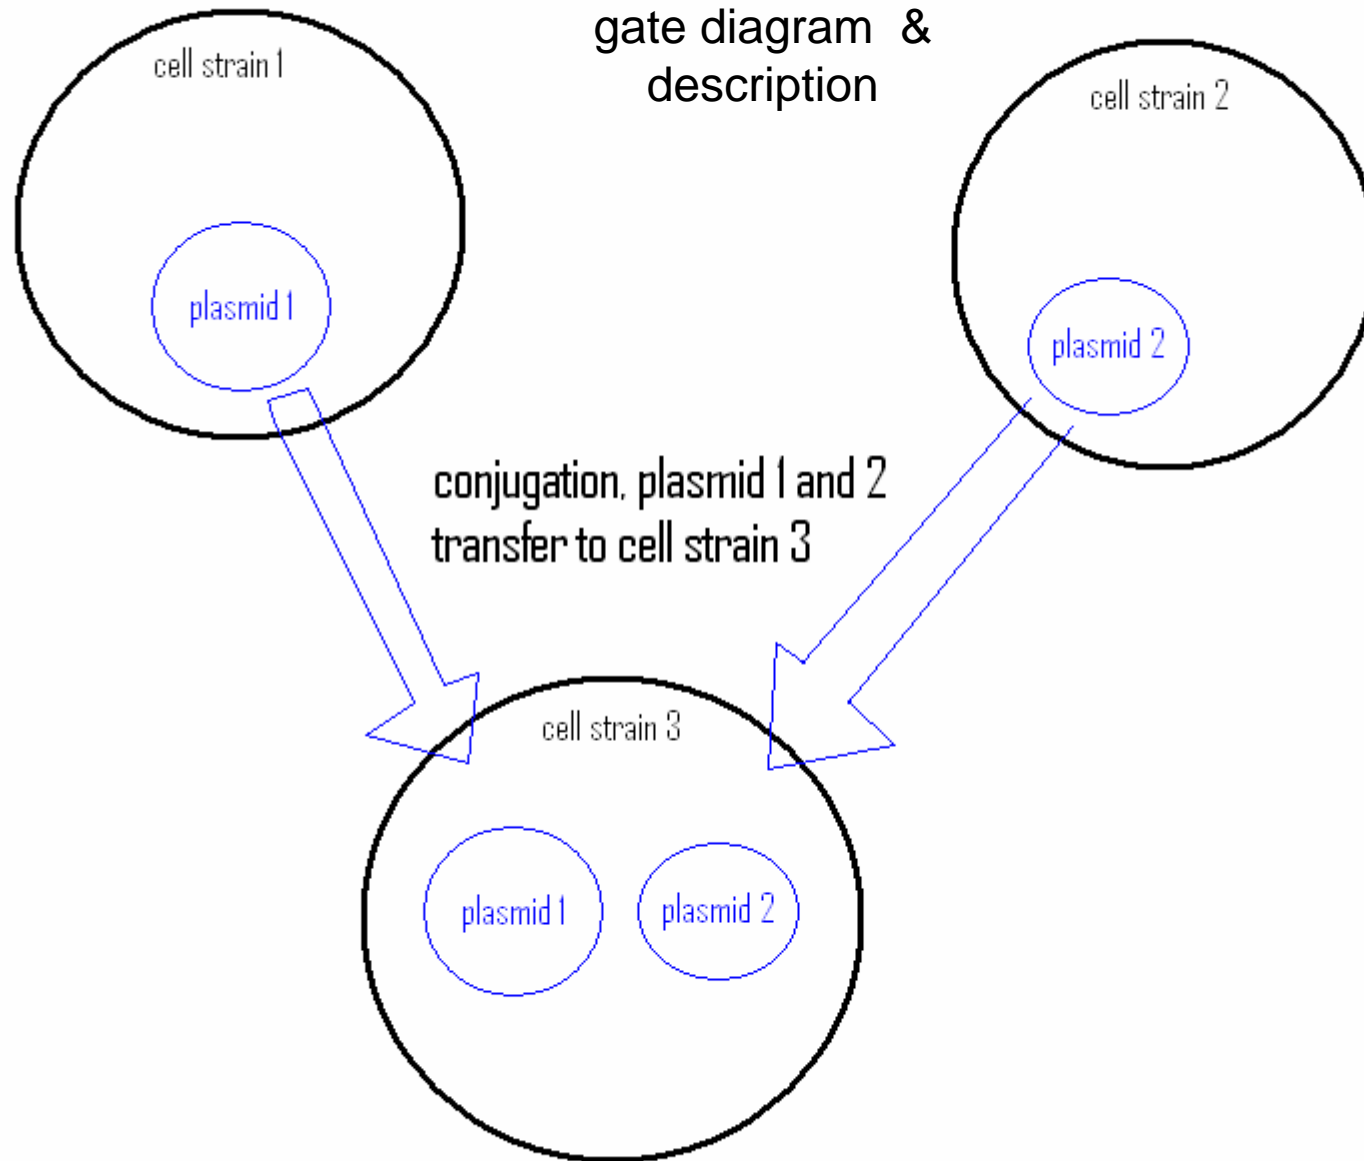 gate diagram &
description
cell strain 1
cell strain 2
plasmid 1
plasmid 2
conjugation, plasmid 1 and 2
transfer to cell strain 3
cell strain 3
plasmid 1
plasmid 2